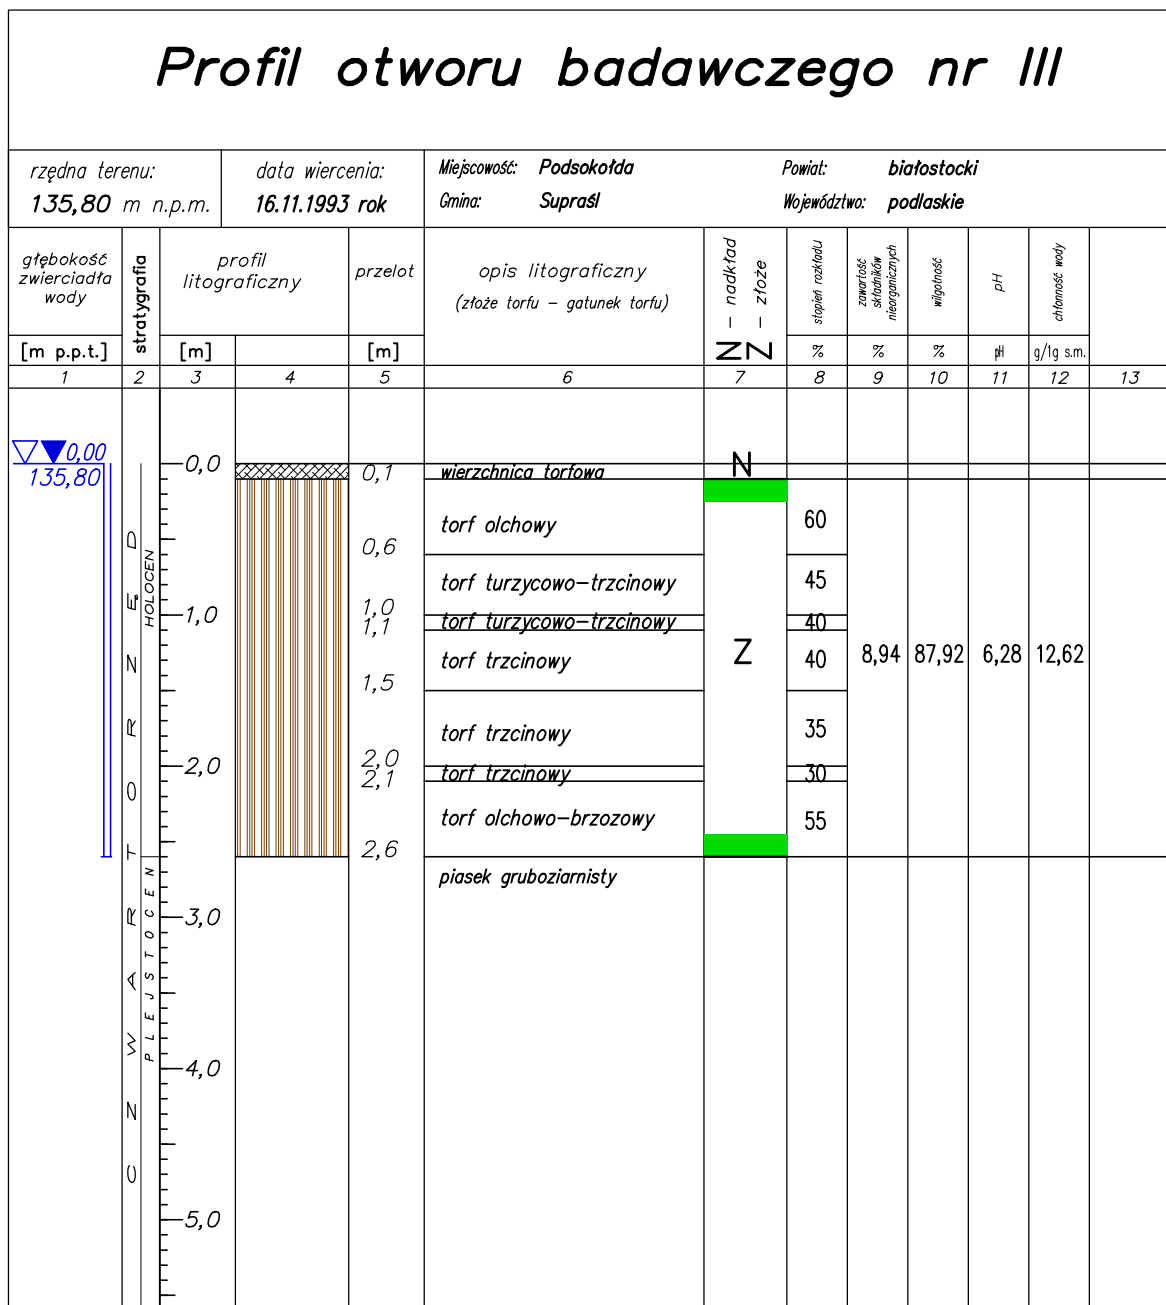 Profil otworu badawczego nr III
rzędna terenu:
135,80 m n.p.m.
data wiercenia:
16.11.1993 rok
Miejscowość: Podsokołda
Gmina: Supraśl
Powiat: białostocki
Województwo: podlaskie
głębokość
zwierciadła
wody
[m p.p.t.]
stratygrafia
profil
litograficzny
[m]
przelot
[m]
opis litograficzny
(złoże torfu – gatunek torfu)
N – nadkład
Z – złoże
stopień rozkładu
%
zawartość
składników
nieorganicznych
%
wilgotność
%
pH
pH
chłonność wody
g/1g s.m.
1 2 3 4 5 6 7 8 9 10 11 12 13
0,00
135,80
CZWARTORZĘD
HOLOCEN
PLEJSTOCEN
0,0
1,0
2,0
3,0
4,0
5,0
0,1 wierzchnica torfowa N
0,6 torf olchowy 60
1,0 torf turzycowo–trzcinowy 45
1,1 torf turzycowo–trzcinowy 40
1,5 torf trzcinowy Z 40 8,94 87,92 6,28 12,62
2,0 torf trzcinowy 35
2,1 torf trzcinowy 30
2,6 torf olchowo–brzozowy 55
piasek gruboziarnisty